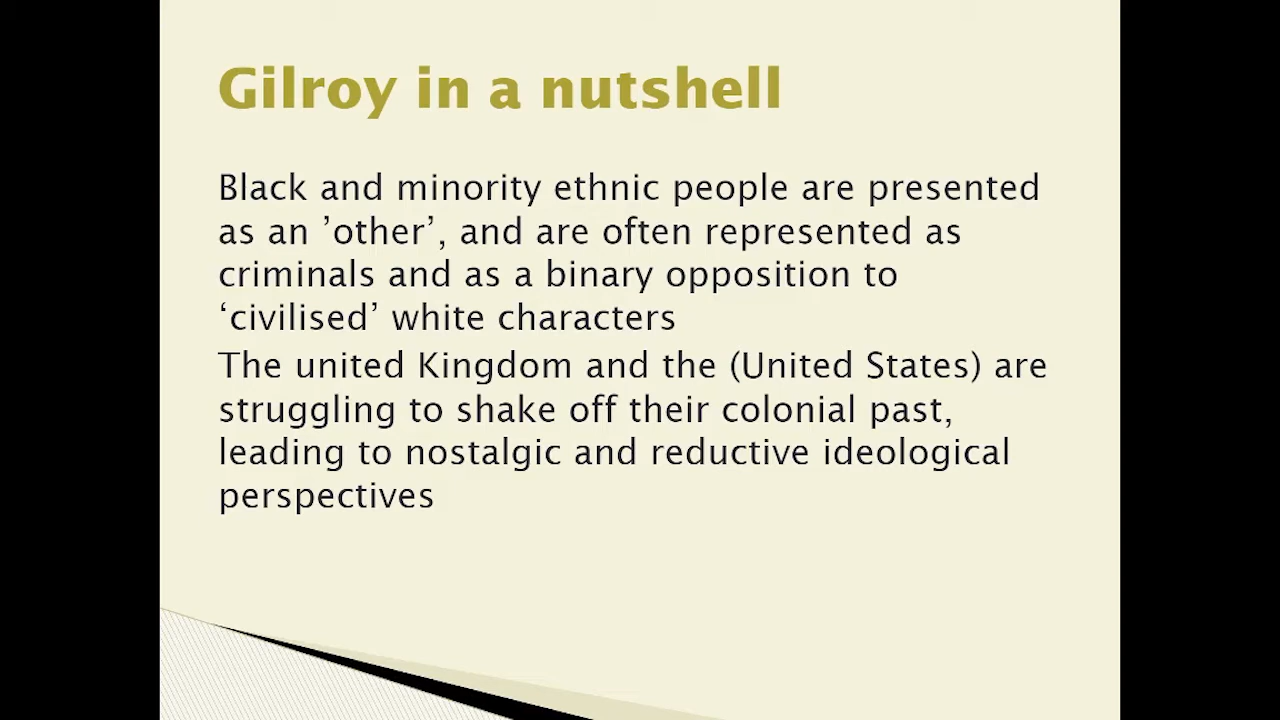 Gilroy in a nutshell
Black and minority ethnic people are presented
as an ’other’, and are often represented as
criminals and as a binary opposition to
‘civilised’ white characters
The united Kingdom and the (United States) are
struggling to shake off their colonial past,
leading to nostalgic and reductive ideological
perspectives